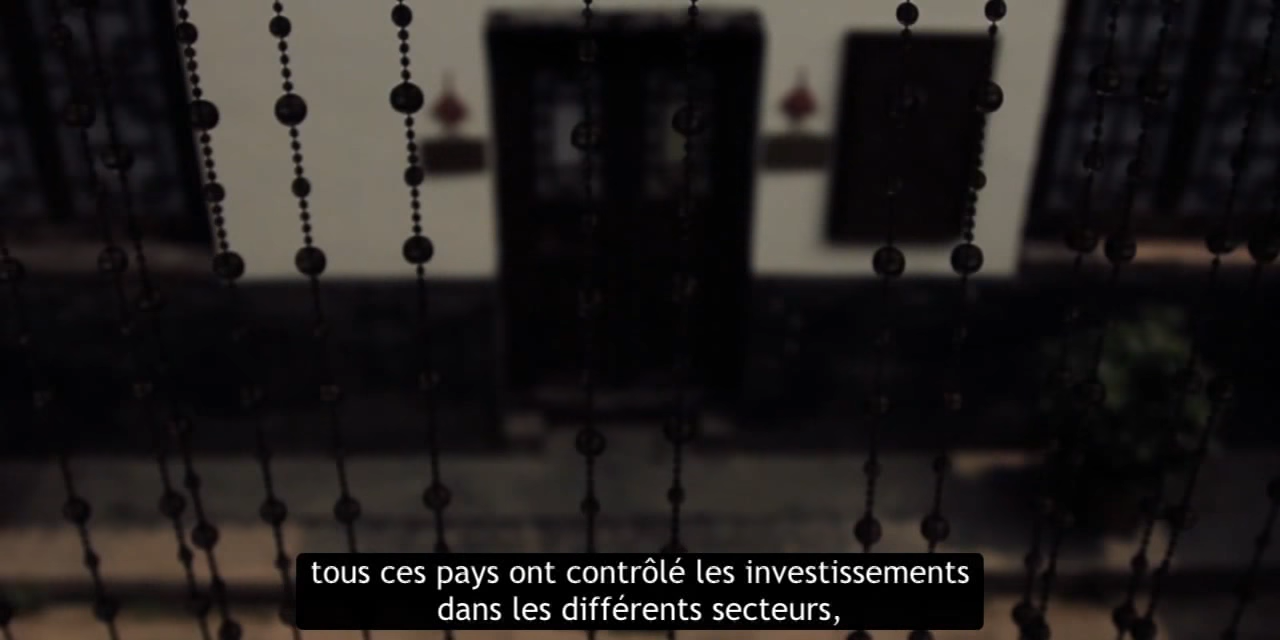 tous ces pays ont contrôlé les investissements
dans les différents secteurs,